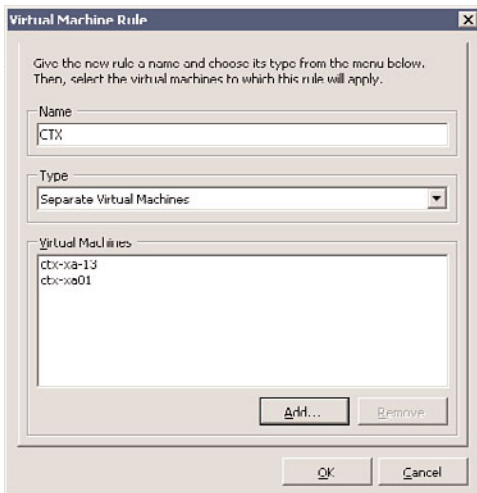 Virtual Machine Rule
Give the new rule a name and choose its type from the menu below.
Then, select the virtual machines to which this rule will apply.
Name
CTX
Type
Separate Virtual Machines
Virtual Machines
ctx-xa-13
ctx-xa01
Add...
Remove
OK
Cancel